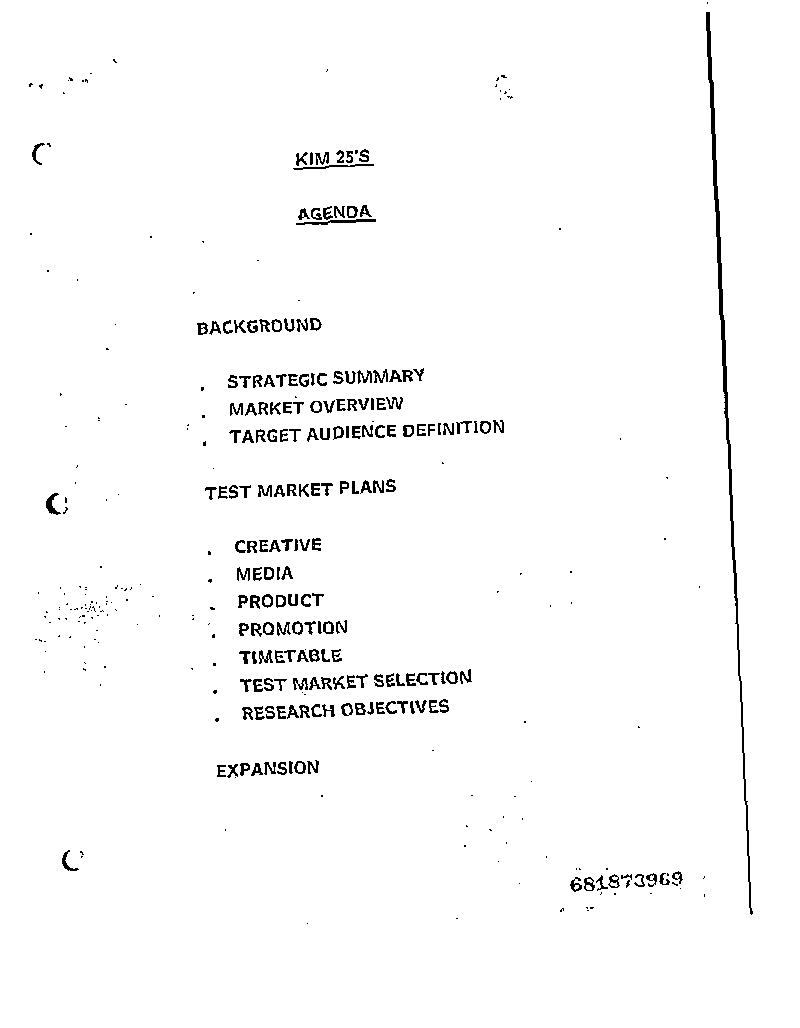 KIM 25'S
AGENDA
BACKGROUND
. STRATEGIC SUMMARY
. MARKET OVERVIEW
. TARGET AUDIENCE DEFINITION
TEST MARKET PLANS
. CREATIVE
. MEDIA
. PRODUCT
. PROMOTION
. TIMETABLE
. TEST MARKET SELECTION
. RESEARCH OBJECTIVES
EXPANSION
681873969